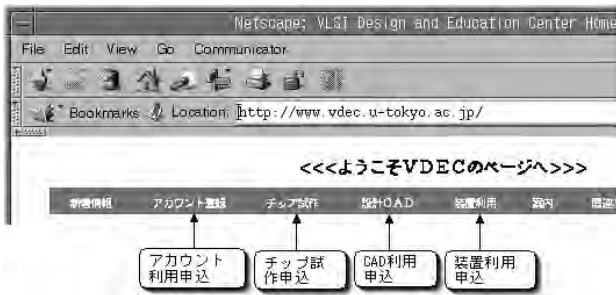 Netscape: VLSI Design and Education Center Home
File Edit View Go Communicator
Bookmarks Location: http://www.vdec.u-tokyo.ac.jp/
<<<ようこそVDECのページへ>>>
新着情報 アカウント登録 チップ試作 設計CAD 装置利用 案内
アカウント
利用申込
チップ試
作申込
CAD利用
申込
装置利用
申込